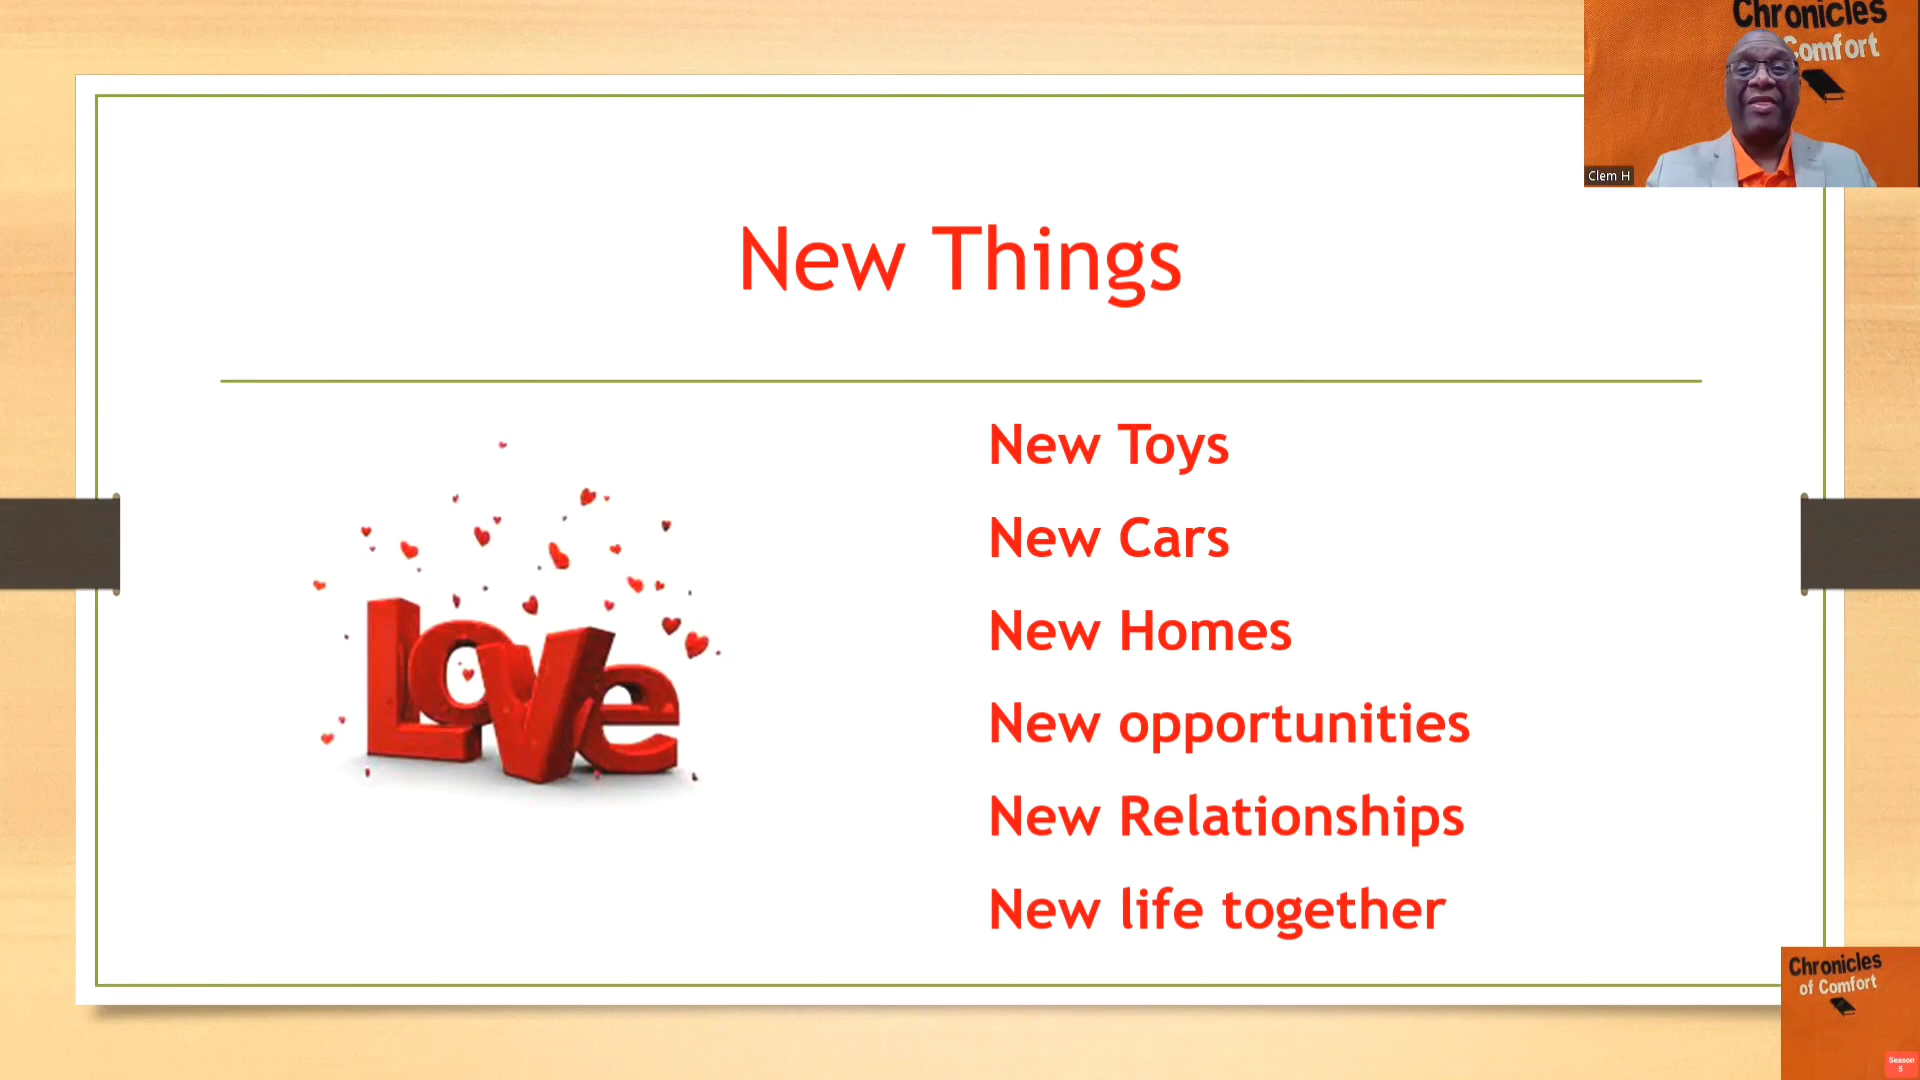 Chronicles
Comfort
Clem H
New Things
Love
New Toys
New Cars
New Homes
New opportunities
New Relationships
New life together
Chronicles
of Comfort
Season
5